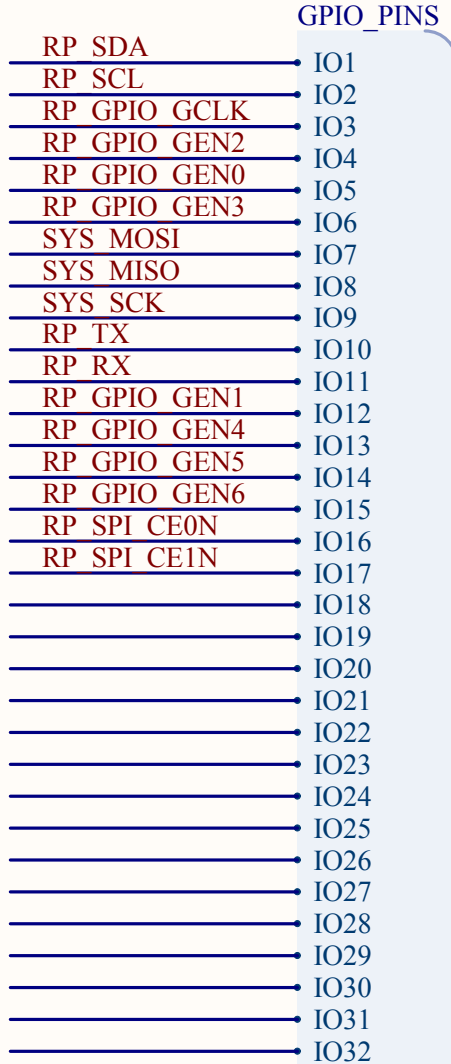 GPIO_PINS
RP_SDA IO1
RP_SCL IO2
RP_GPIO_GCLK IO3
RP_GPIO_GEN2 IO4
RP_GPIO_GEN0 IO5
RP_GPIO_GEN3 IO6
SYS_MOSI IO7
SYS_MISO IO8
SYS_SCK IO9
RP_TX IO10
RP_RX IO11
RP_GPIO_GEN1 IO12
RP_GPIO_GEN4 IO13
RP_GPIO_GEN5 IO14
RP_GPIO_GEN6 IO15
RP_SPI_CE0N IO16
RP_SPI_CE1N IO17
IO18
IO19
IO20
IO21
IO22
IO23
IO24
IO25
IO26
IO27
IO28
IO29
IO30
IO31
IO32